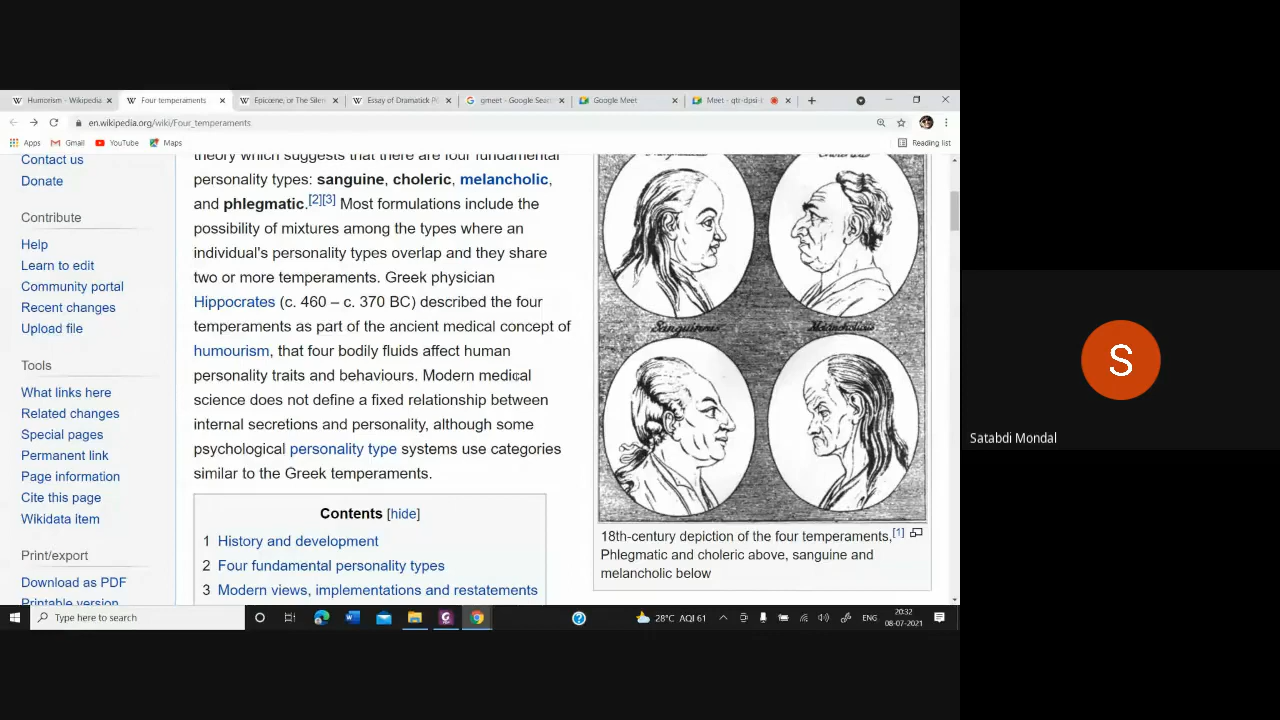 Humorism - Wikipedia
Four temperaments
Epicœne, or The Silen
Essay of Dramatick P
gmeet - Google Sear
Google Meet
Meet - qtr-dpsi-
en.wikipedia.org/wiki/Four_temperaments
Apps Gmail YouTube Maps Reading list
Contact us
Donate
Contribute
Help
Learn to edit
Community portal
Recent changes
Upload file
Tools
What links here
Related changes
Special pages
Permanent link
Page information
Cite this page
Wikidata item
Print/export
Download as PDF
Printable version
theory which suggests that there are four fundamental
personality types: sanguine, choleric, melancholic,
and phlegmatic.[2][3] Most formulations include the
possibility of mixtures among the types where an
individual's personality types overlap and they share
two or more temperaments. Greek physician
Hippocrates (c. 460 – c. 370 BC) described the four
temperaments as part of the ancient medical concept of
humourism, that four bodily fluids affect human
personality traits and behaviours. Modern medical
science does not define a fixed relationship between
internal secretions and personality, although some
psychological personality type systems use categories
similar to the Greek temperaments.
Contents [hide]
1 History and development
2 Four fundamental personality types
3 Modern views, implementations and restatements
Sanguineus Melancholicus
18th-century depiction of the four temperaments,[1]
Phlegmatic and choleric above, sanguine and
melancholic below
Type here to search
28°C AQI 61
ENG
20:32
08-07-2021
S
Satabdi Mondal